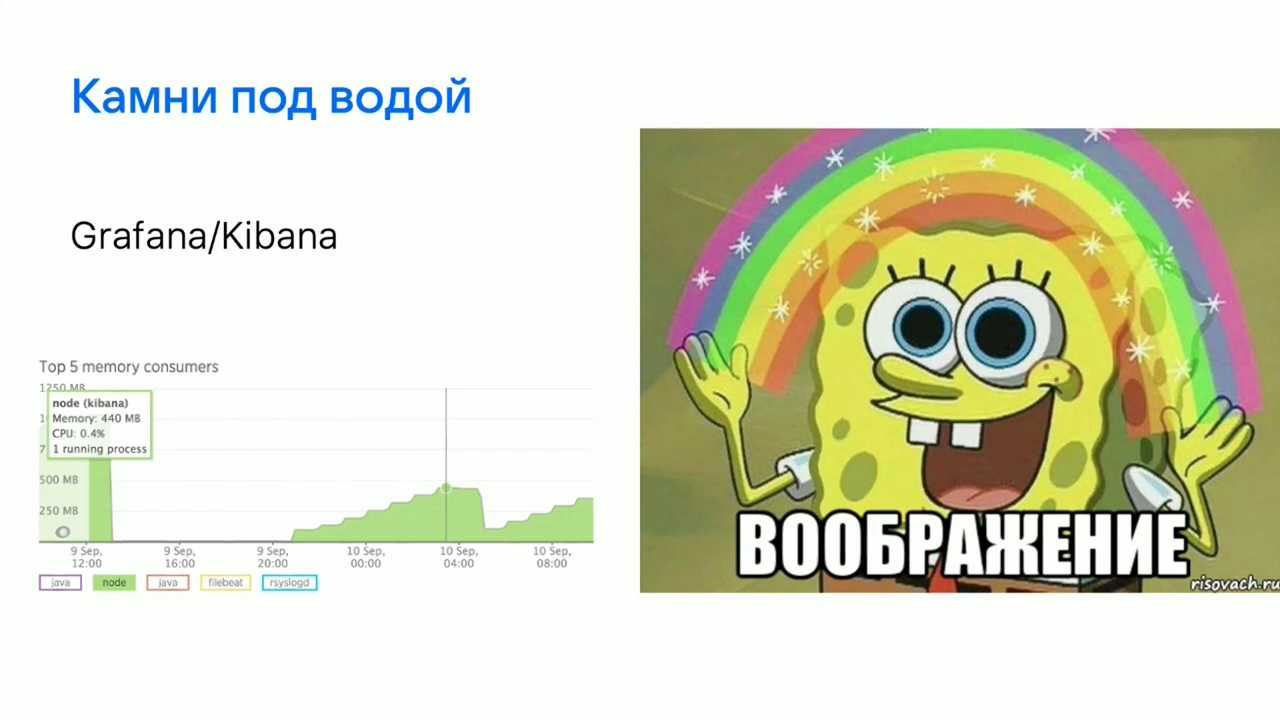 Камни под водой
Grafana/Kibana
Top 5 memory consumers
1250 MB
node (kibana)
Memory: 440 MB
CPU: 0.4%
1 running process
500 MB
250 MB
9 Sep, 12:00
9 Sep, 16:00
9 Sep, 20:00
10 Sep, 00:00
10 Sep, 04:00
10 Sep, 08:00
java
node
java
filebeat
rsyslogd
ВООБРАЖЕНИЕ
risovach.ru